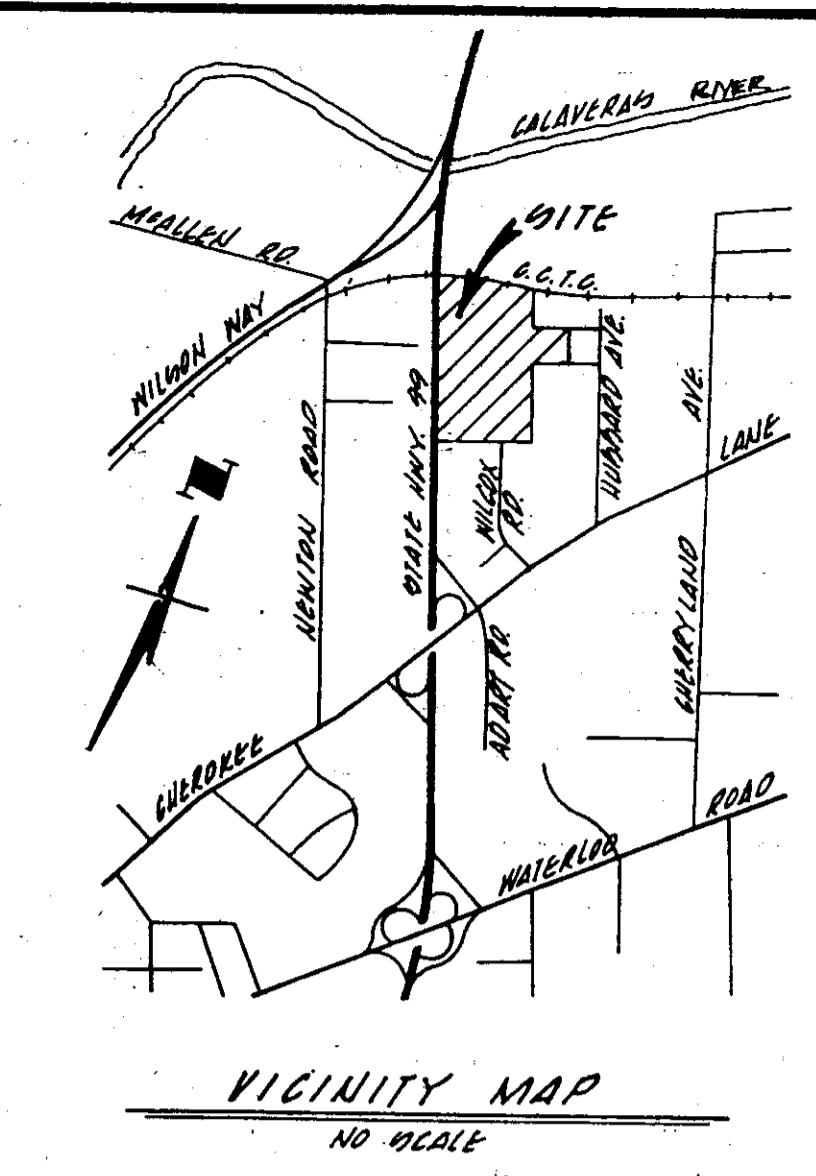 CALAVERAS RIVER
McALLEN RD.
SITE
C.C.T.C.
WILSON WAY
HUBBARD AVE.
AVE.
LANE
STATE HWY. 99
NEWTON ROAD
WILCOX
RD.
N
CHERRYLAND
ADART RD.
CHEROKEE
ROAD
WATERLOO
VICINITY MAP
NO SCALE